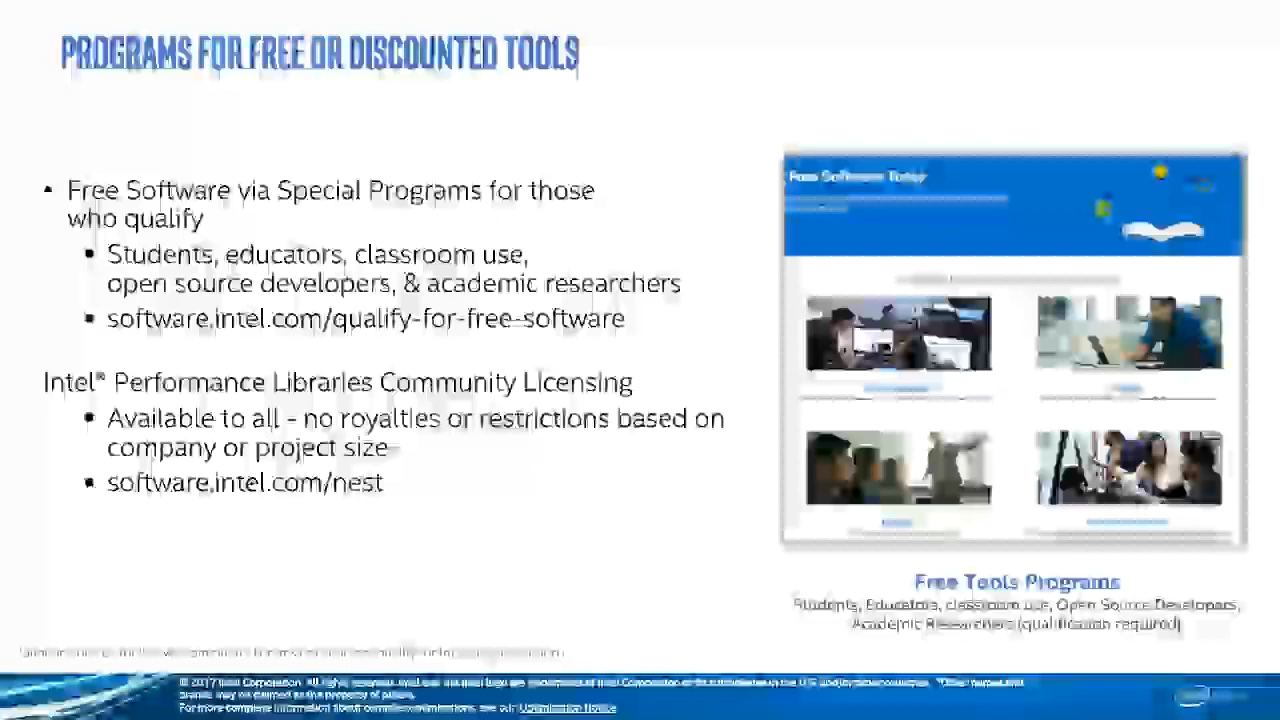 PROGRAMS FOR FREE OR DISCOUNTED TOOLS
• Free Software via Special Programs for those
who qualify
▪ Students, educators, classroom use,
open source developers, & academic researchers
▪ software.intel.com/qualify-for-free-software
Intel® Performance Libraries Community Licensing
▪ Available to all – no royalties or restrictions based on
company or project size
▪ software.intel.com/nest
Free Software Today
Free Tools Programs
Students, Educators, classroom use, Open Source Developers,
Academic Researchers (qualification required)
© 2017 Intel Corporation. All rights reserved. Intel and the Intel logo are trademarks of Intel Corporation or its subsidiaries in the U.S. and/or other countries. *Other names and
brands may be claimed as the property of others.
For more complete information about compiler optimizations, see our Optimization Notice